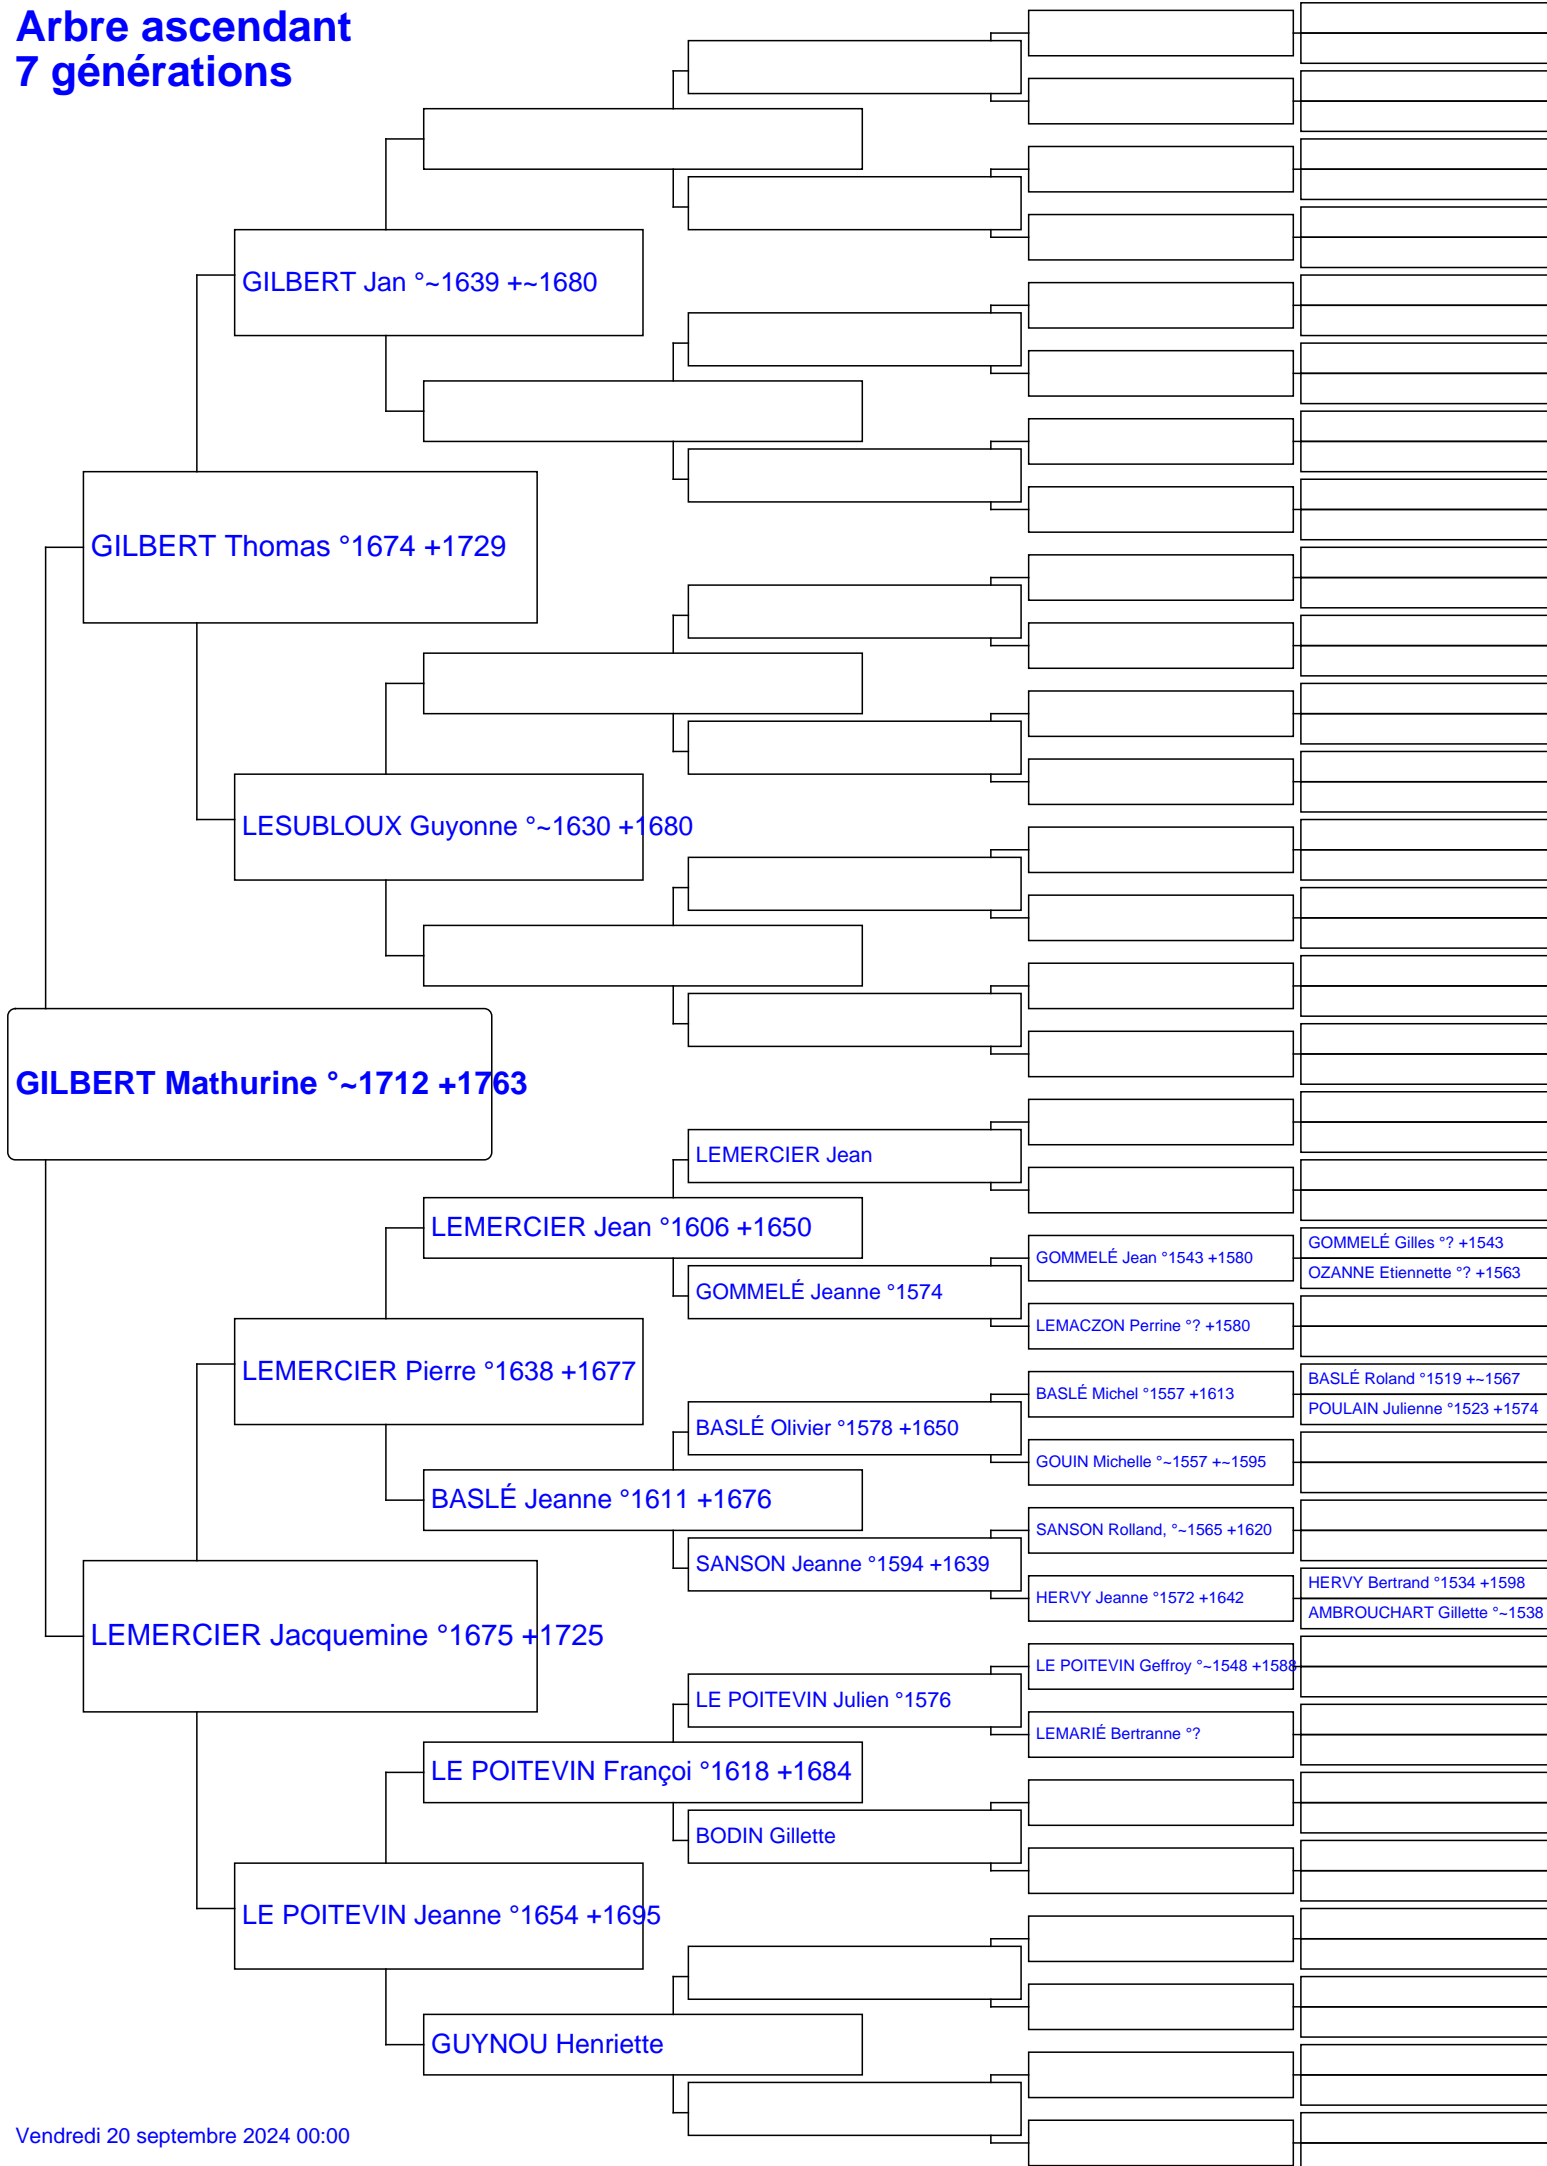 Arbre ascendant
7 générations
GILBERT Jan °~1639 +~1680
GILBERT Thomas °1674 +1729
LESUBLOUX Guyonne °~1630 +1680
GILBERT Mathurine °~1712 +1763
LEMERCIER Jean
LEMERCIER Jean °1606 +1650
GOMMELÉ Jean °1543 +1580
GOMMELÉ Gilles °? +1543
OZANNE Etiennette °? +1563
GOMMELÉ Jeanne °1574
LEMACZON Perrine °? +1580
LEMERCIER Pierre °1638 +1677
BASLÉ Michel °1557 +1613
BASLÉ Roland °1519 +~1567
POULAIN Julienne °1523 +1574
BASLÉ Olivier °1578 +1650
GOUIN Michelle °~1557 +~1595
BASLÉ Jeanne °1611 +1676
SANSON Rolland, °~1565 +1620
SANSON Jeanne °1594 +1639
HERVY Jeanne °1572 +1642
HERVY Bertrand °1534 +1598
AMBROUCHART Gillette °~1538
LEMERCIER Jacquemine °1675 +1725
LE POITEVIN Geffroy °~1548 +1588
LE POITEVIN Julien °1576
LEMARIÉ Bertranne °?
LE POITEVIN Françoi °1618 +1684
BODIN Gillette
LE POITEVIN Jeanne °1654 +1695
GUYNOU Henriette
Vendredi 20 septembre 2024 00:00